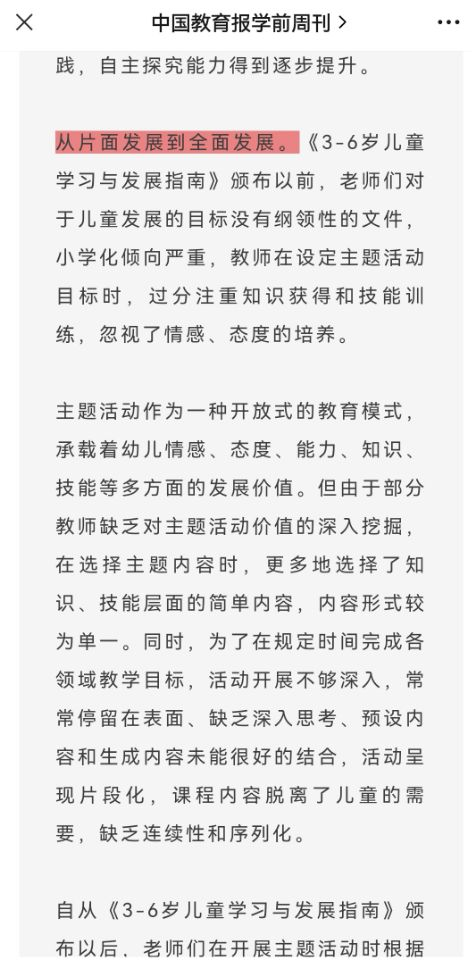 中国教育报学前周刊
践，自主探究能力得到逐步提升。
从片面发展到全面发展。《3-6岁儿童
学习与发展指南》颁布以前，老师们对
于儿童发展的目标没有纲领性的文件，
小学化倾向严重，教师在设定主题活动
目标时，过分注重知识获得和技能训
练，忽视了情感、态度的培养。
主题活动作为一种开放式的教育模式，
承载着幼儿情感、态度、能力、知识、
技能等多方面的发展价值。但由于部分
教师缺乏对主题活动价值的深入挖掘，
在选择主题内容时，更多地选择了知
识、技能层面的简单内容，内容形式较
为单一。同时，为了在规定时间完成各
领域教学目标，活动开展不够深入，常
常停留在表面、缺乏深入思考、预设内
容和生成内容未能很好的结合，活动呈
现片段化，课程内容脱离了儿童的需
要，缺乏连续性和序列化。
自从《3-6岁儿童学习与发展指南》颁
布以后，老师们在开展主题活动时根据